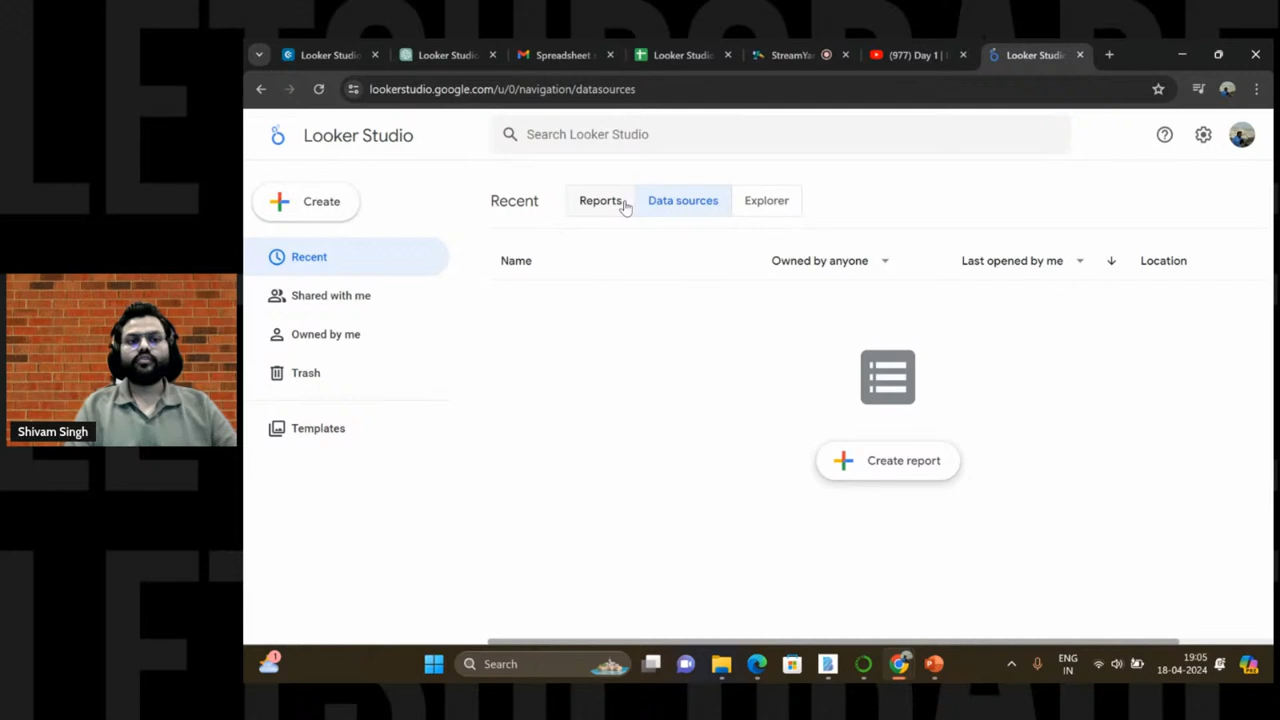 Looker Studio
Looker Studio
Spreadsheet
Looker Studio
StreamYa
(977) Day 1 |
Looker Studi
lookerstudio.google.com/u/0/navigation/datasources
Looker Studio
Search Looker Studio
Create
Recent
Reports
Data sources
Explorer
Recent
Shared with me
Owned by me
Trash
Templates
Name
Owned by anyone
Last opened by me
Location
Create report
Shivam Singh
Search
1
ENG
IN
19:05
18-04-2024